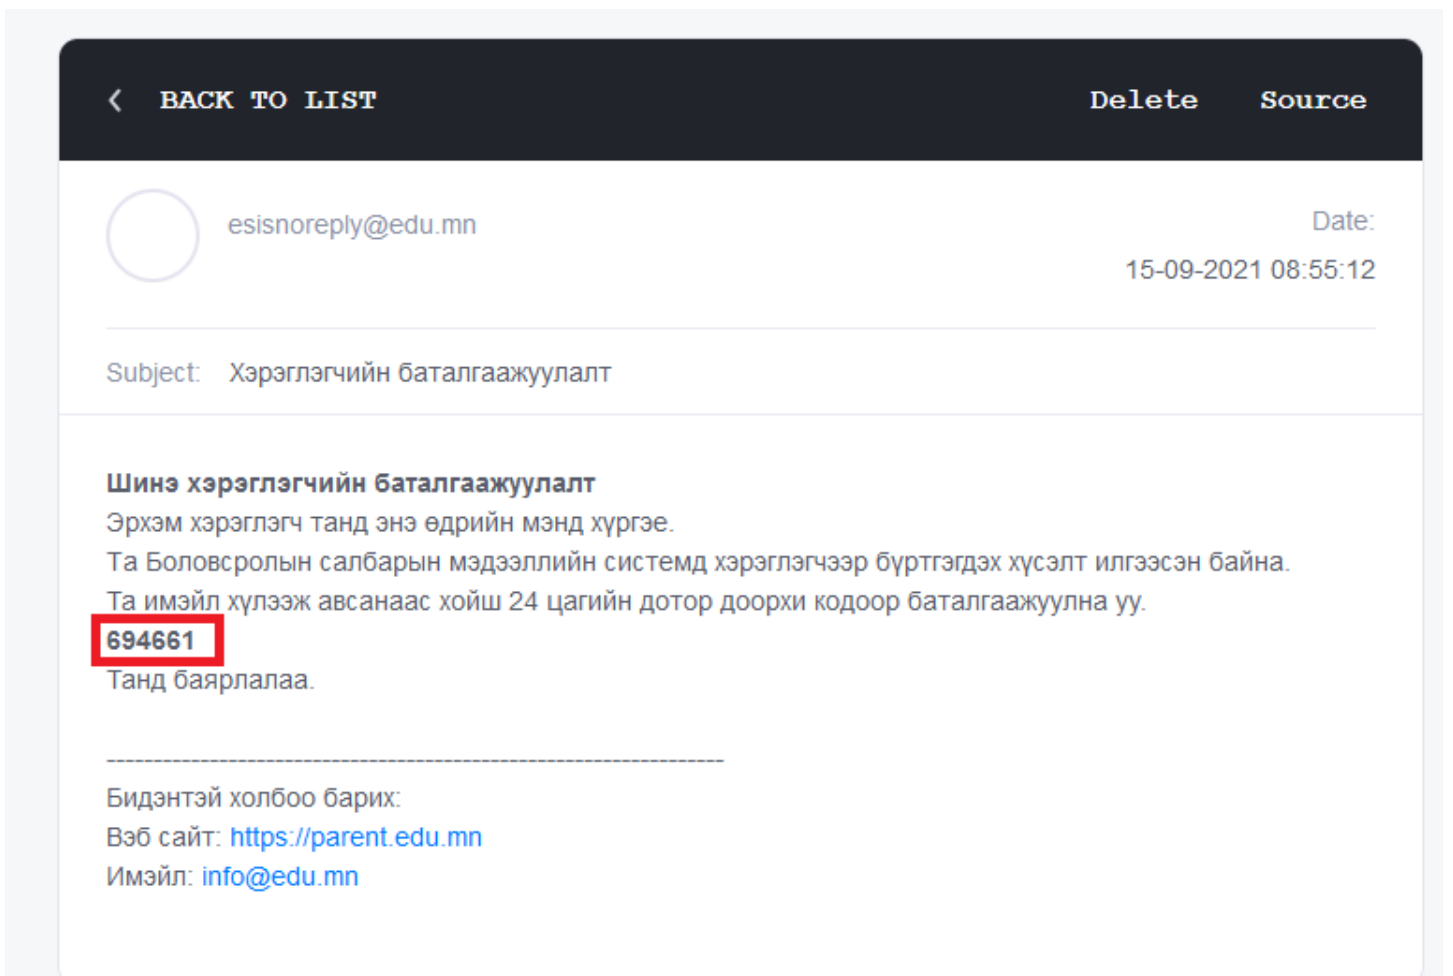 BACK TO LIST Delete Source
esisnoreply@edu.mn Date:
15-09-2021 08:55:12
Subject: Хэрэглэгчийн баталгаажуулалт
Шинэ хэрэглэгчийн баталгаажуулалт
Эрхэм хэрэглэгч танд энэ өдрийн мэнд хүргэе.
Та Боловсролын салбарын мэдээллийн системд хэрэглэгчээр бүртгэгдэх хүсэлт илгээсэн байна.
Та имэйл хүлээж авсанаас хойш 24 цагийн дотор доорхи кодоор баталгаажуулна уу.
694661
Танд баярлалаа.
------------------------------------------------------------------
Бидэнтэй холбоо барих:
Вэб сайт: https://parent.edu.mn
Имэйл: info@edu.mn